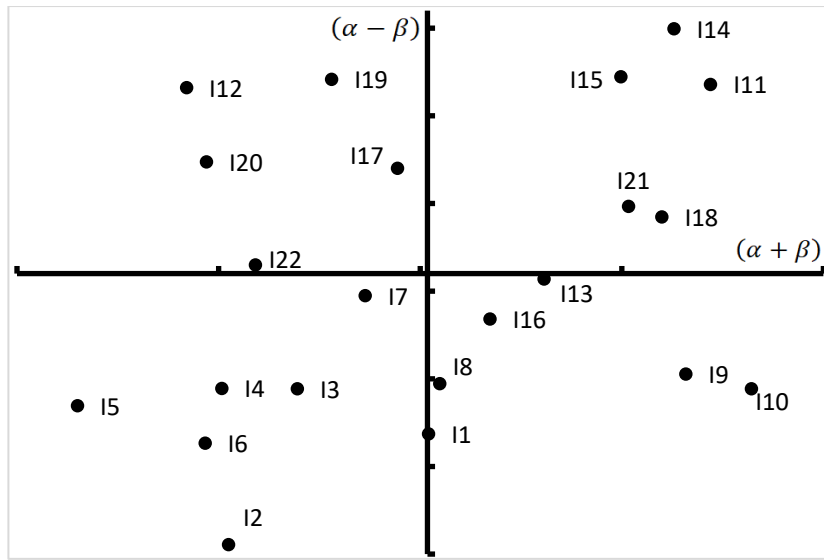 (α − β)
I14
I15
I11
I19
I12
I17
I20
I21
I18
(α + β)
I22
I7
I13
I16
I8
I9
I10
I4
I3
I5
I6
I1
I2